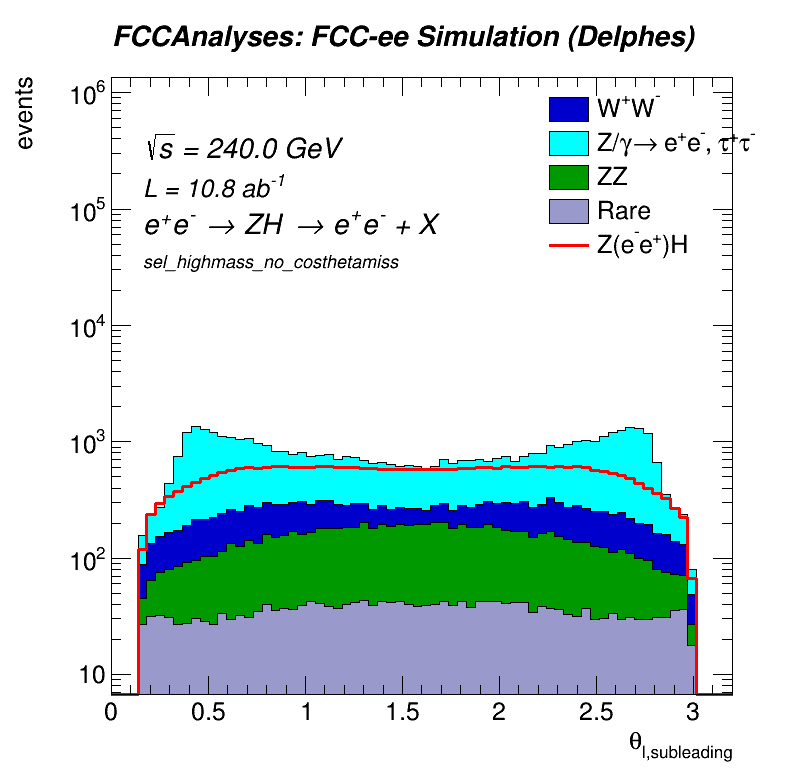 FCCAnalyses: FCC-ee Simulation (Delphes)
events
10⁶
10⁵
10⁴
10³
10²
10
√s = 240.0 GeV
L = 10.8 ab⁻¹
e⁺e⁻ → ZH → e⁺e⁻ + X
sel_highmass_no_costhetamiss
W⁺W⁻
Z/γ→ e⁺e⁻, τ⁺τ⁻
ZZ
Rare
Z(e⁻e⁺)H
0 0.5 1 1.5 2 2.5 3
θ_l,subleading